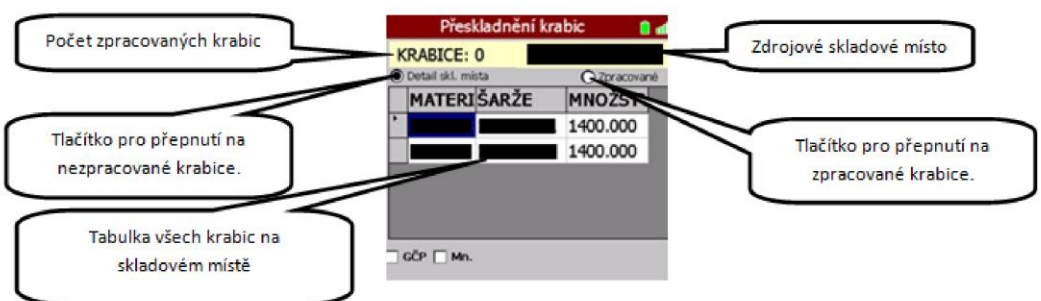 Přeskladnění krabic
Počet zpracovaných krabic
KRABICE: 0
Zdrojové skladové místo
Detail skl. místa
Zpracované
MATERI ŠARŽE MNOŽST
1400.000
1400.000
Tlačítko pro přepnutí na
nezpracované krabice.
Tlačítko pro přepnutí na
zpracované krabice.
Tabulka všech krabic na
skladovém místě
GČP Mn.